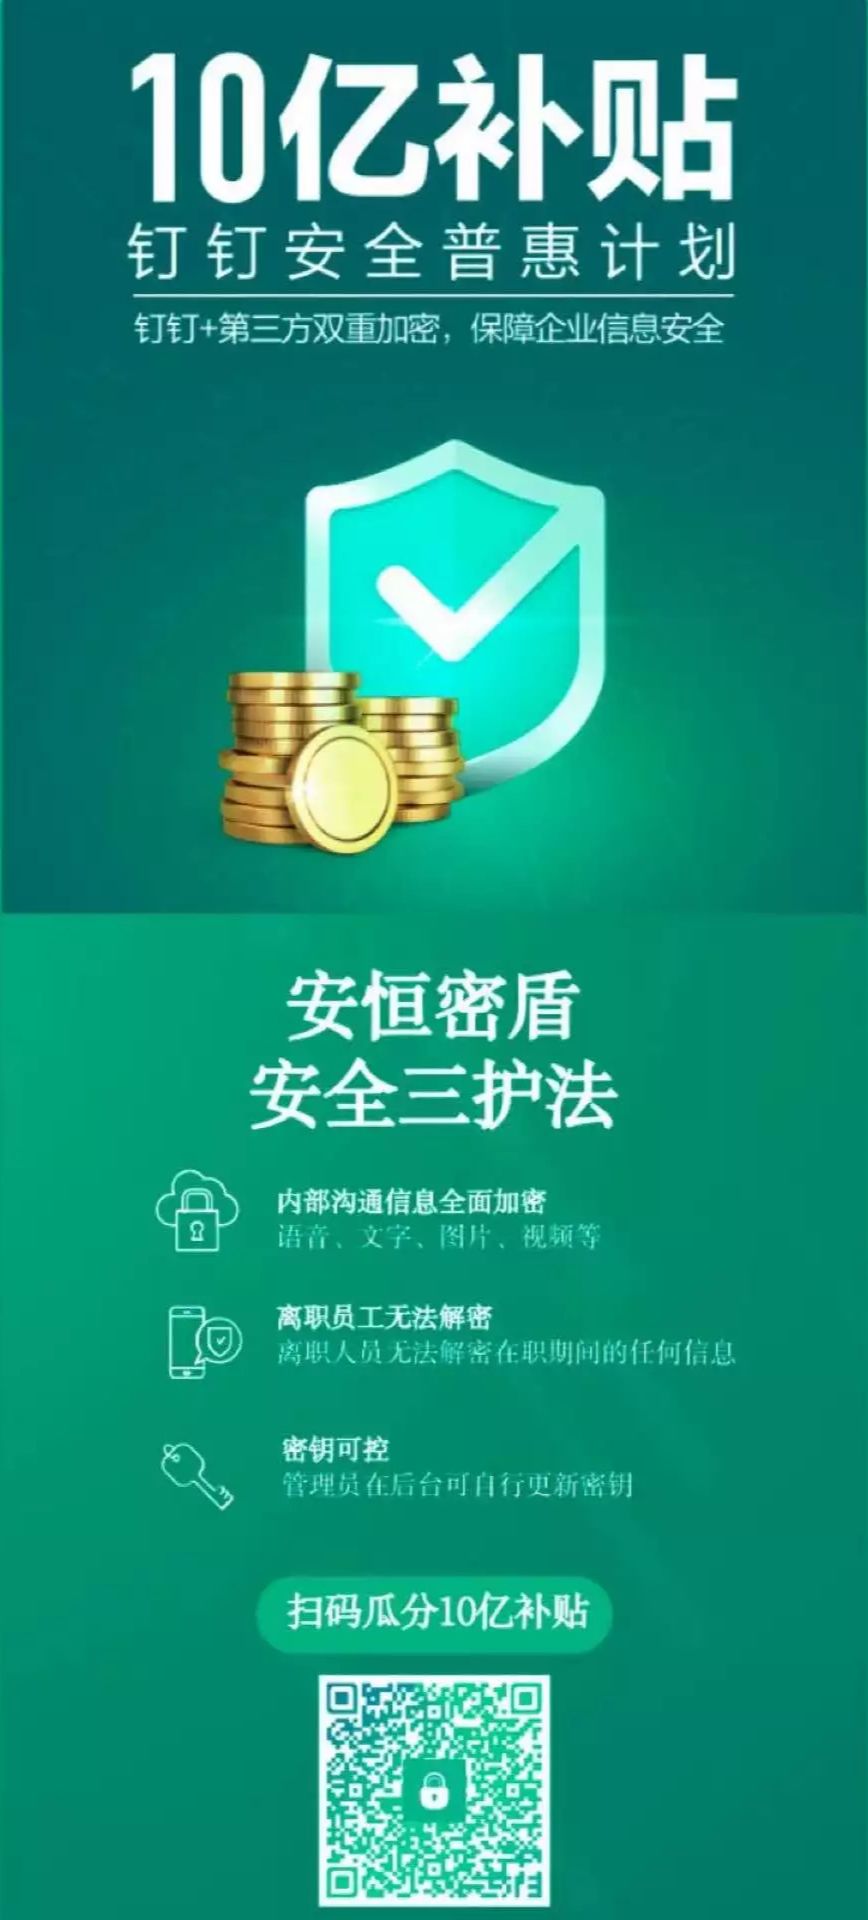 10亿补贴
钉钉安全普惠计划
钉钉+第三方双重加密，保障企业信息安全
安恒密盾
安全三护法
内部沟通信息全面加密
语音、文字、图片、视频等
离职员工无法解密
离职人员无法解密在职期间的任何信息
密钥可控
管理员在后台可自行更新密钥
扫码瓜分10亿补贴